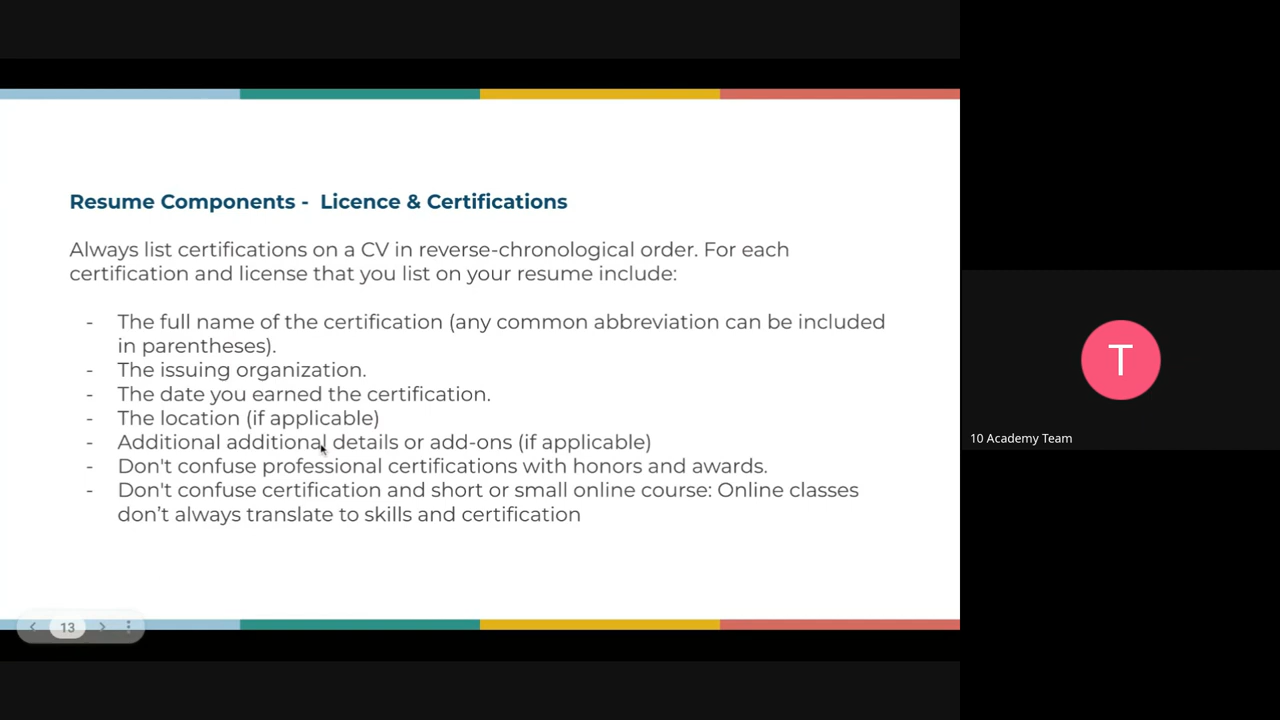 Resume Components -  Licence & Certifications
Always list certifications on a CV in reverse-chronological order. For each
certification and license that you list on your resume include:
- The full name of the certification (any common abbreviation can be included
in parentheses).
- The issuing organization.
- The date you earned the certification.
- The location (if applicable)
- Additional additional details or add-ons (if applicable)
- Don't confuse professional certifications with honors and awards.
- Don't confuse certification and short or small online course: Online classes
don’t always translate to skills and certification
13
T
10 Academy Team